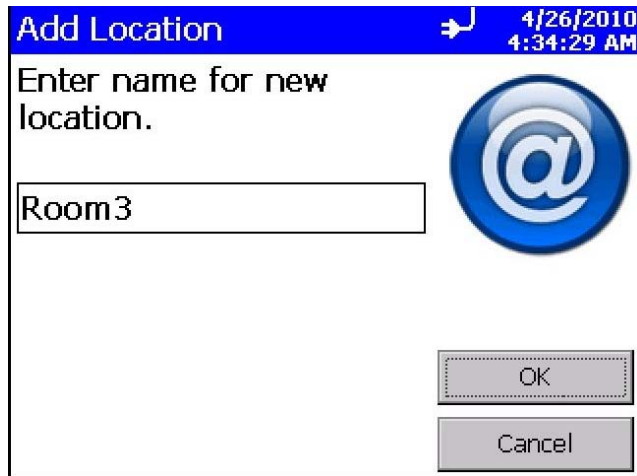 Add Location
4/26/2010
4:34:29 AM
Enter name for new
location.
@
Room3
OK
Cancel